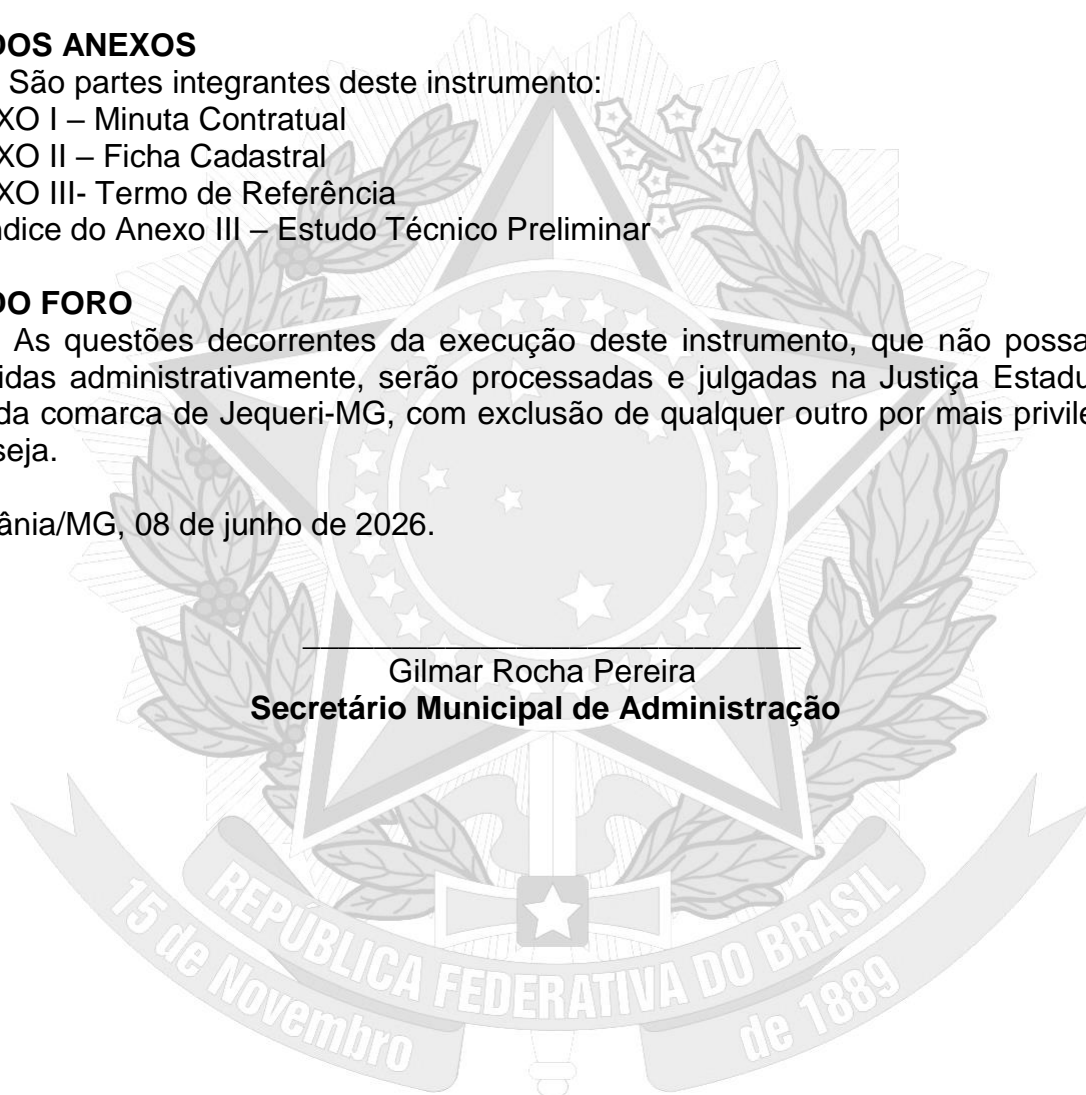 DOS ANEXOS
São partes integrantes deste instrumento:
XO I – Minuta Contratual
XO II – Ficha Cadastral
XO III- Termo de Referência
ndice do Anexo III – Estudo Técnico Preliminar
DO FORO
As questões decorrentes da execução deste instrumento, que não possa
idas administrativamente, serão processadas e julgadas na Justiça Estadu
da comarca de Jequeri-MG, com exclusão de qualquer outro por mais privile
seja.
ânia/MG, 08 de junho de 2026.
Gilmar Rocha Pereira
Secretário Municipal de Administração
REPÚBLICA FEDERATIVA DO BRASIL
15 de Novembro
de 1889